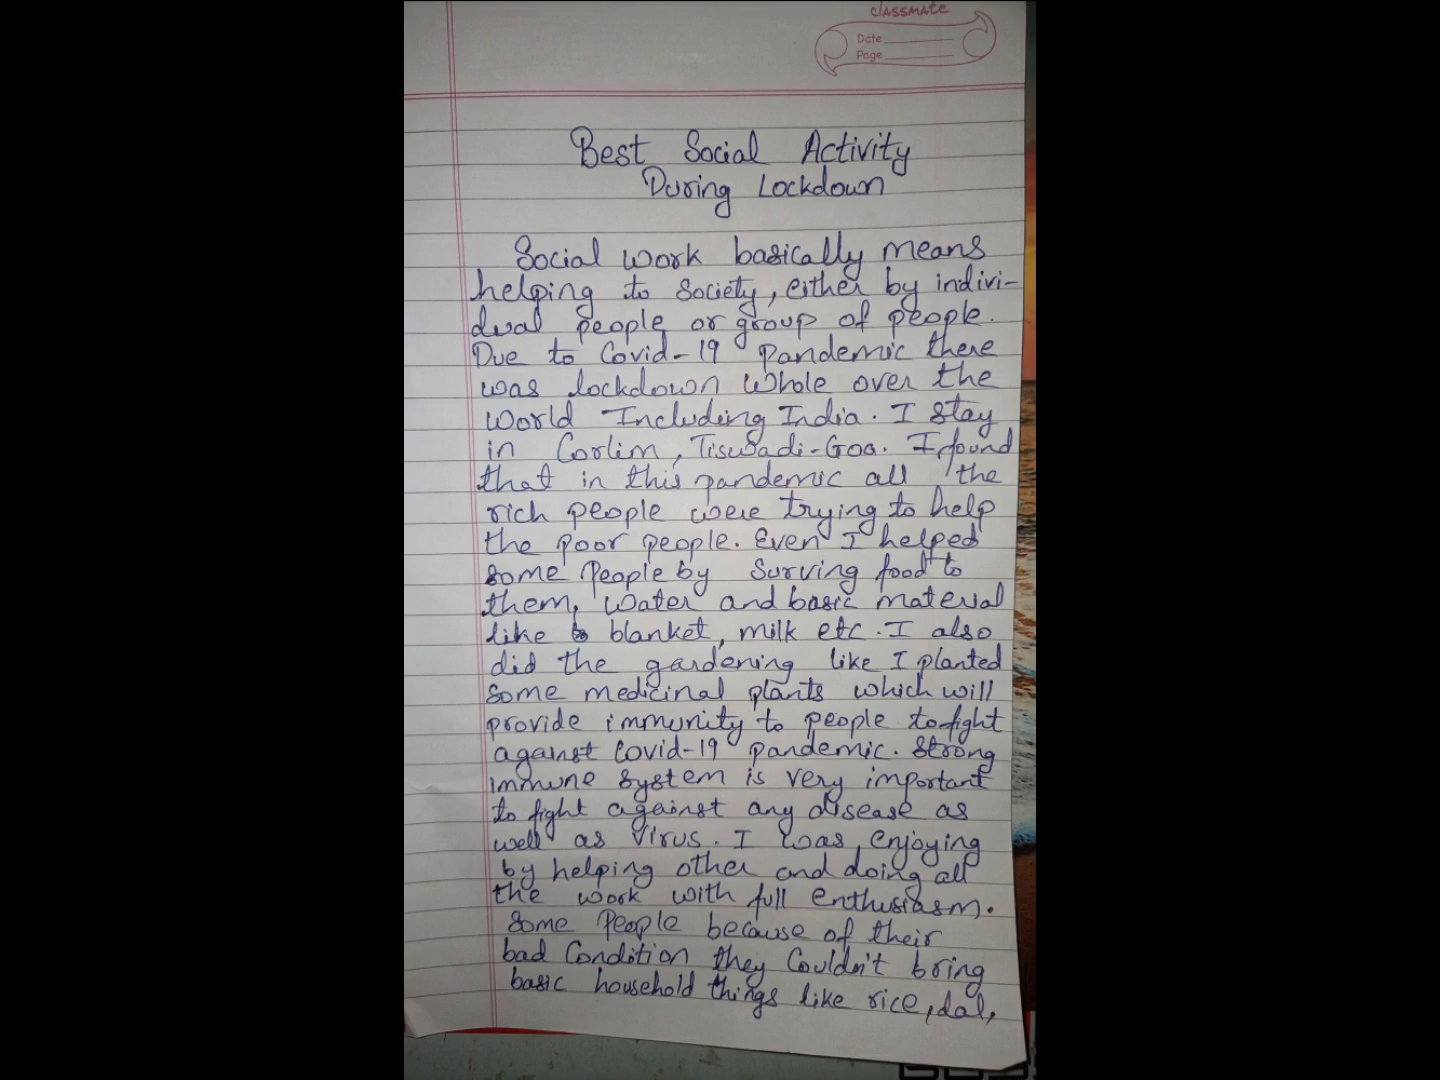 classmate
Date
Page
Best Social Activity
During Lockdown
Social work basically means
helping to society, either by indivi-
dual people or group of people.
Due to Covid-19 pandemic there
was lockdown whole over the
World Including India. I stay
in Corlim, Tiswadi-Goa. I found
that in this pandemic all the
rich people were trying to help
the poor people. Even I helped
some People by Surving food to
them, water and basic material
like blanket, milk etc. I also
did the gardening like I planted
some medicinal plants which will
provide immunity to people to fight
against Covid-19 pandemic. Strong
immune system is very important
to fight against any disease as
well as Virus. I was enjoying
by helping other and doing all
the work with full enthusiasm.
Some People because of their
bad Condition they Couldn't bring
basic household things like rice, dal,